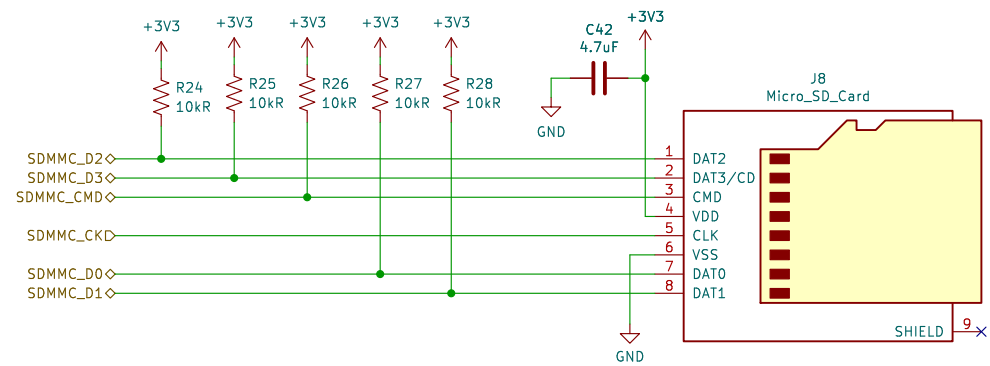 +3V3
+3V3
+3V3
+3V3
+3V3
+3V3
C42
4.7uF
R24
10kR
R25
10kR
R26
10kR
R27
10kR
R28
10kR
GND
J8
Micro_SD_Card
SDMMC_D2
1
DAT2
SDMMC_D3
2
DAT3/CD
SDMMC_CMD
3
CMD
4
VDD
SDMMC_CK
5
CLK
6
VSS
SDMMC_D0
7
DAT0
SDMMC_D1
8
DAT1
SHIELD
9
GND